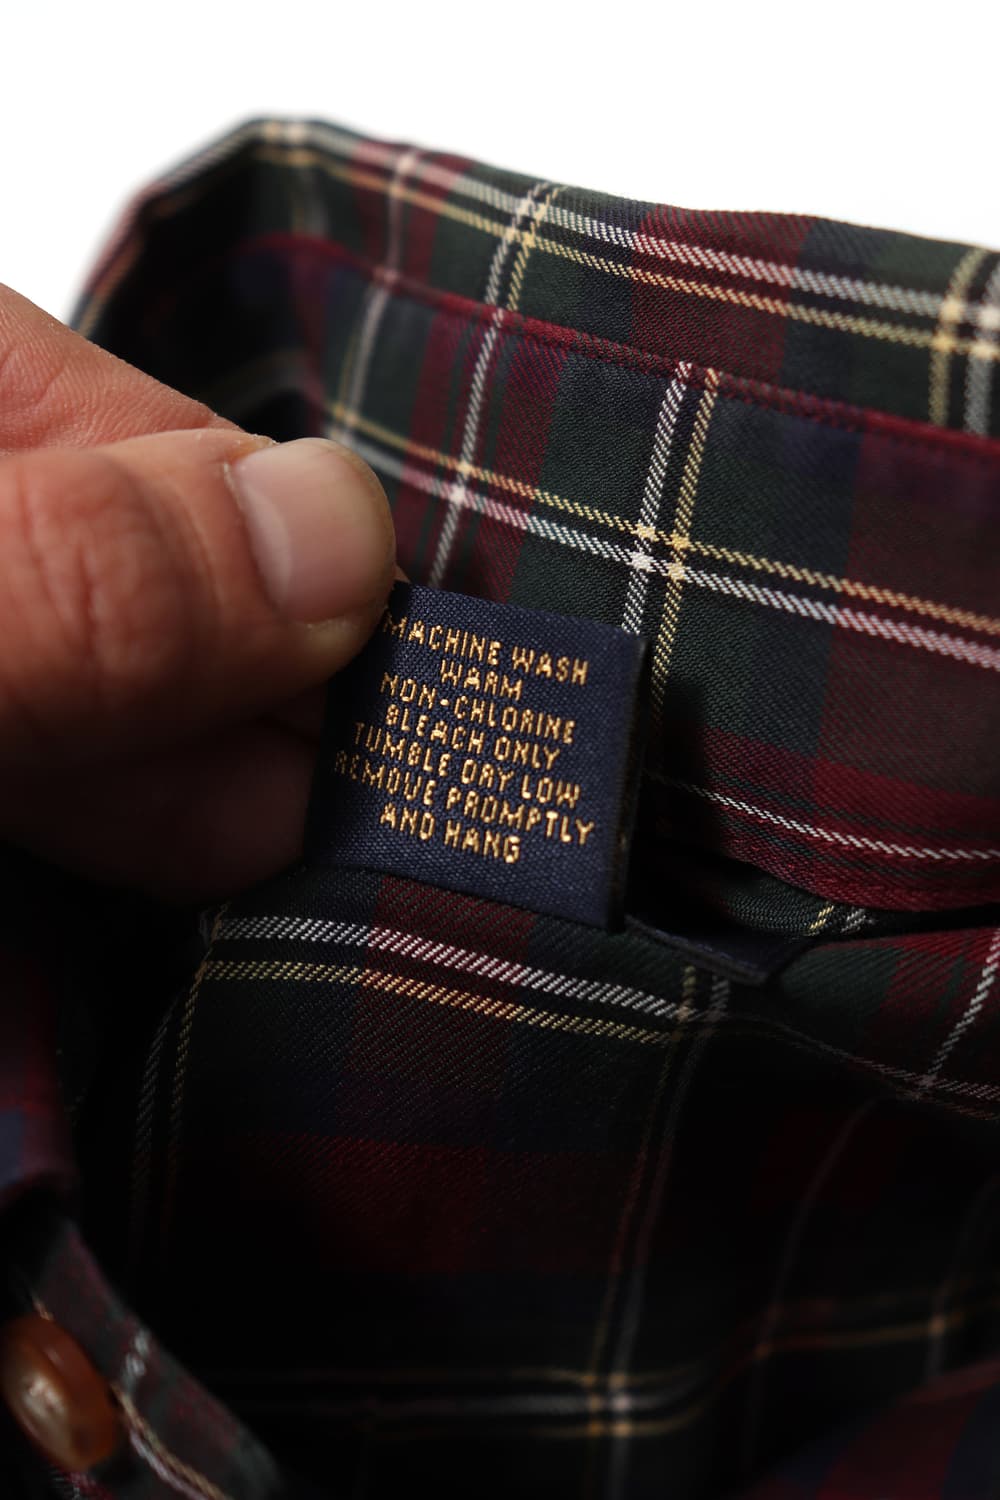 MACHINE WASH
WARM
NON-CHLORINE
BLEACH ONLY
TUMBLE DRY LOW
REMOVE PROMPTLY
AND HANG